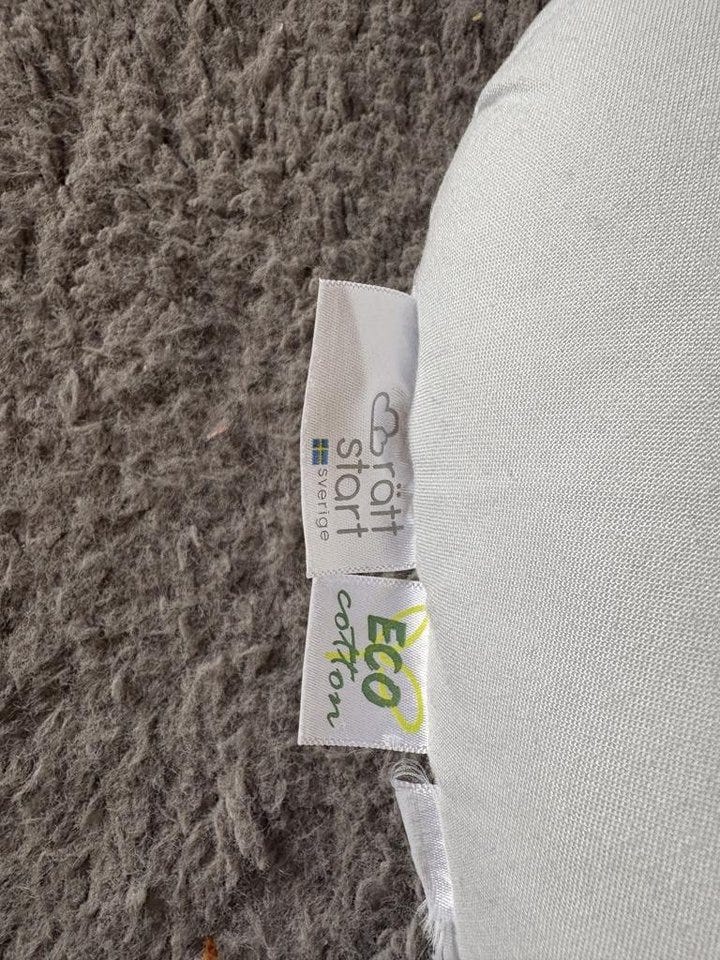 rätt
start
sverige
ECO
cotton